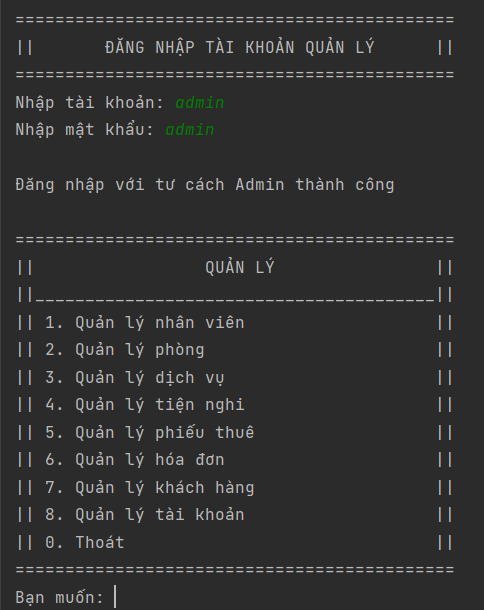 ============================================
||       ĐĂNG NHẬP TÀI KHOẢN QUẢN LÝ      ||
============================================
Nhập tài khoản: admin
Nhập mật khẩu: admin
Đăng nhập với tư cách Admin thành công
============================================
||                 QUẢN LÝ                ||
||________________________________________||
|| 1. Quản lý nhân viên                   ||
|| 2. Quản lý phòng                       ||
|| 3. Quản lý dịch vụ                     ||
|| 4. Quản lý tiện nghi                   ||
|| 5. Quản lý phiếu thuê                  ||
|| 6. Quản lý hóa đơn                     ||
|| 7. Quản lý khách hàng                  ||
|| 8. Quản lý tài khoản                   ||
|| 0. Thoát                               ||
============================================
Bạn muốn: